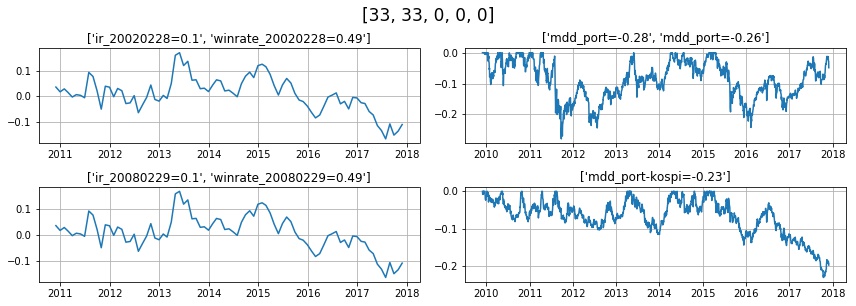 [33, 33, 0, 0, 0]
['ir_20020228=0.1', 'winrate_20020228=0.49']
0.1
0.0
−0.1
2011 2012 2013 2014 2015 2016 2017 2018
['mdd_port=-0.28', 'mdd_port=-0.26']
0.0
−0.1
−0.2
2010 2011 2012 2013 2014 2015 2016 2017 2018
['ir_20080229=0.1', 'winrate_20080229=0.49']
0.1
0.0
−0.1
2011 2012 2013 2014 2015 2016 2017 2018
['mdd_port-kospi=-0.23']
0.0
−0.1
−0.2
2010 2011 2012 2013 2014 2015 2016 2017 2018